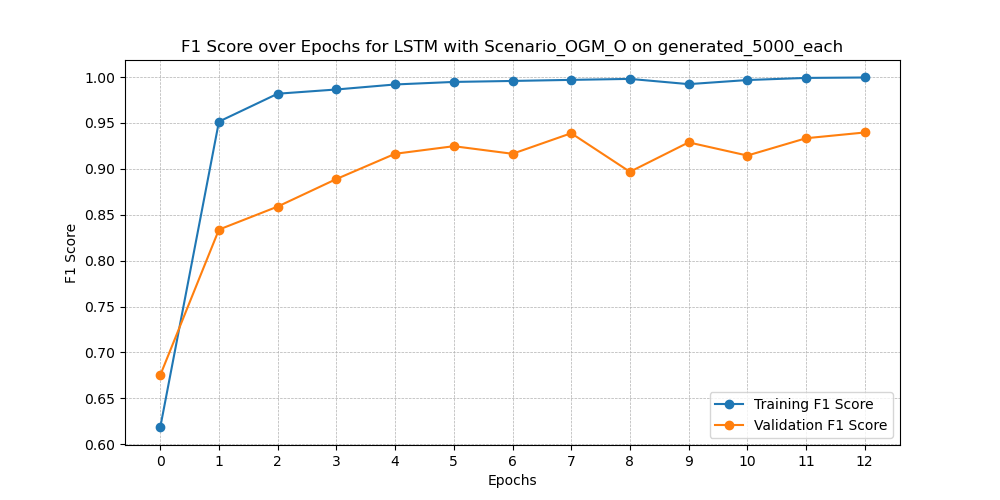 F1 Score over Epochs for LSTM with Scenario_OGM_O on generated_5000_each
1.00
0.95
0.90
0.85
0.80
0.75
0.70
0.65
0.60
F1 Score
0 1 2 3 4 5 6 7 8 9 10 11 12
Epochs
Training F1 Score
Validation F1 Score